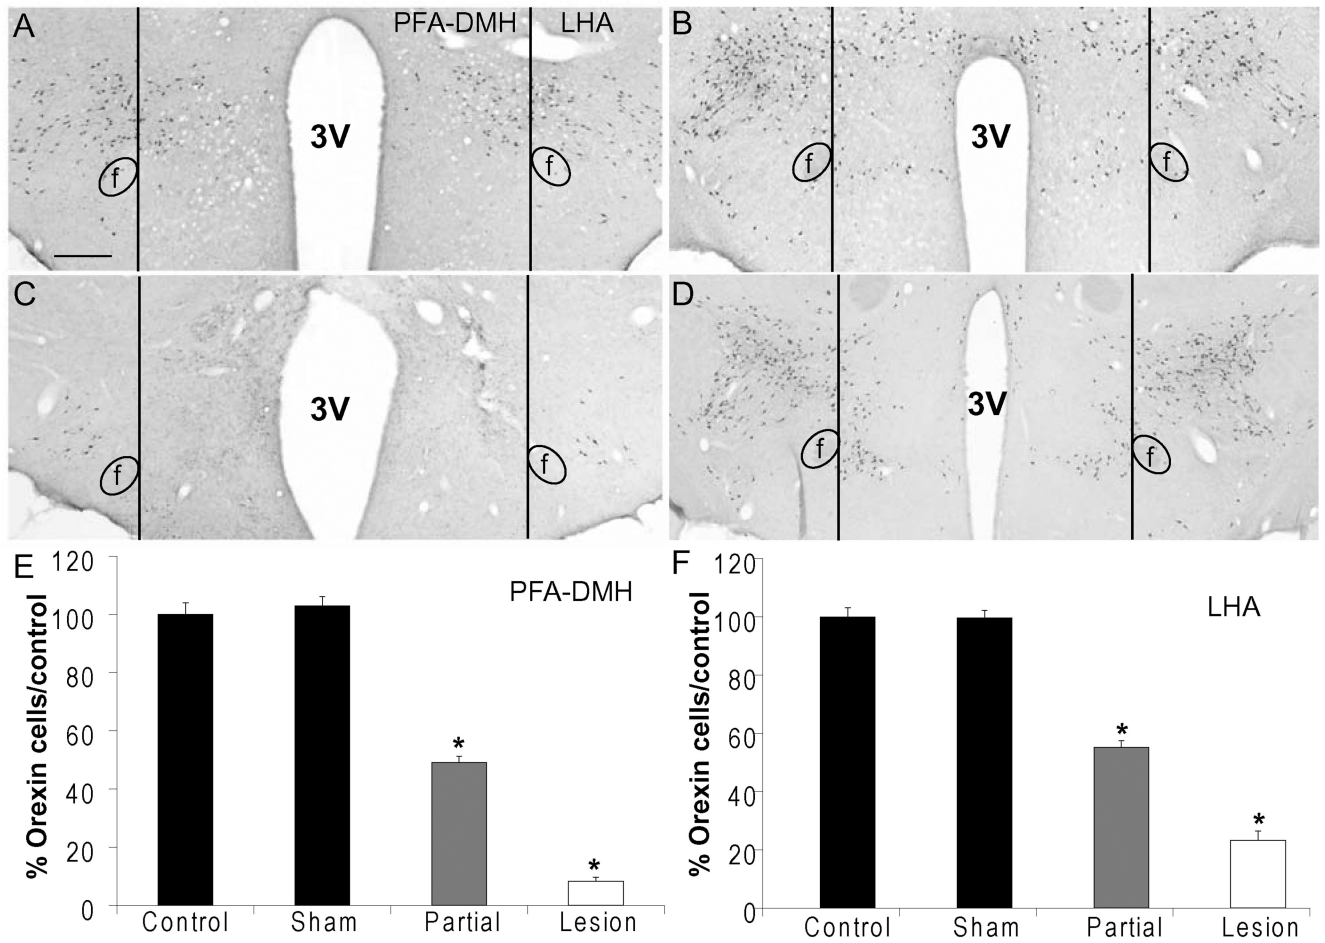 A PFA-DMH LHA
3V
f
f
B
3V
f
f
C
3V
f
f
D
3V
f
f
E
PFA-DMH
% Orexin cells/control
120
100
80
60
40
20
0
*
*
Control Sham Partial Lesion
F
LHA
% Orexin cells/control
120
100
80
60
40
20
0
*
*
Control Sham Partial Lesion